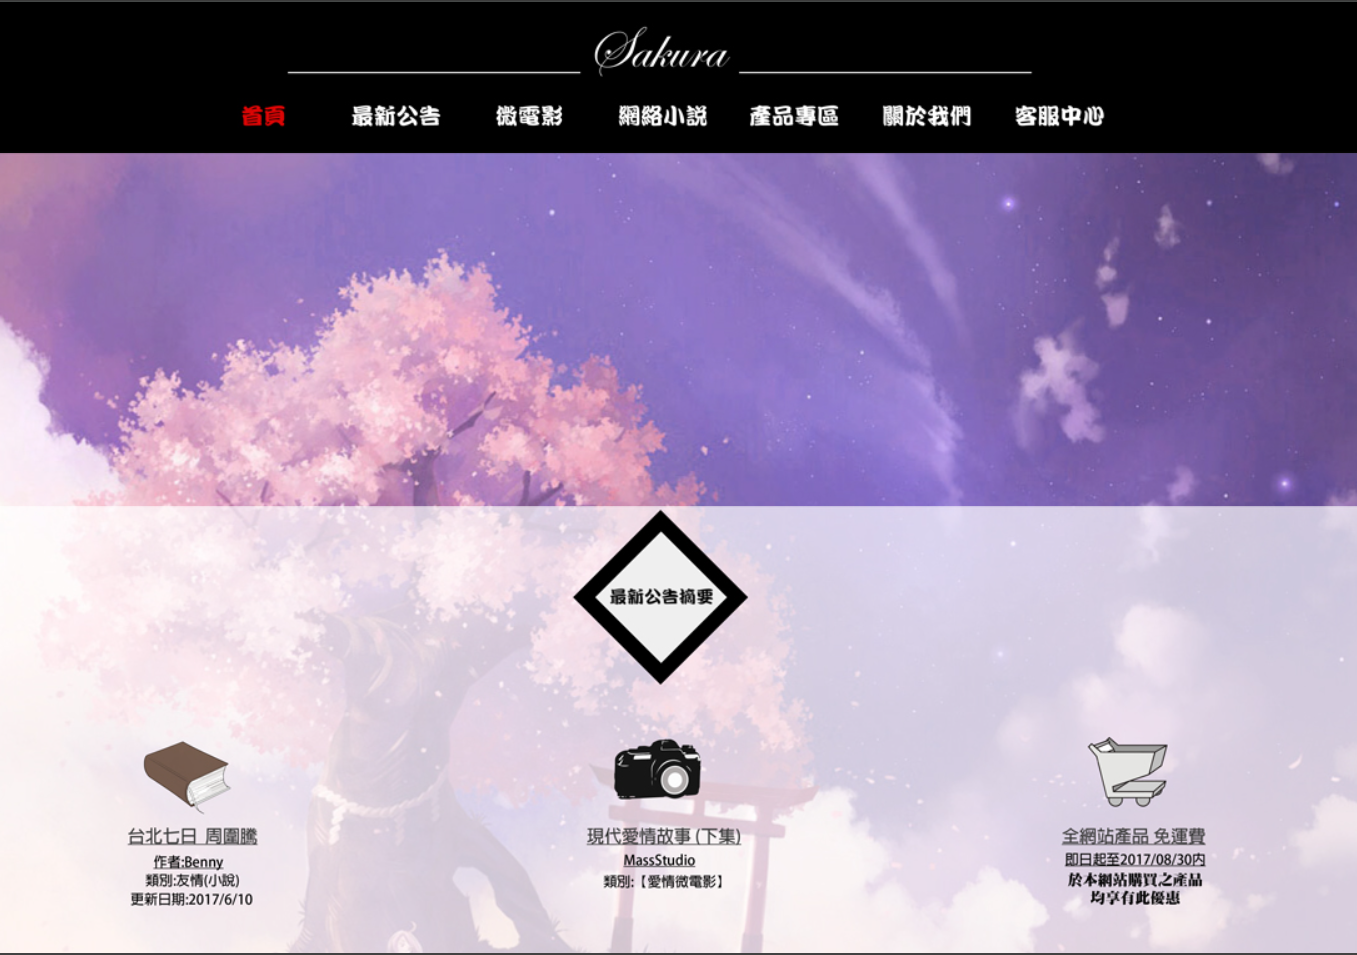 Sakura
首頁 最新公告 微電影 網絡小説 產品專區 關於我們 客服中心
最新公告摘要
台北七日 周圍騰
作者:Benny
類別:友情(小說)
更新日期:2017/6/10
現代愛情故事 (下集)
MassStudio
類別:【愛情微電影】
全網站產品 免運費
即日起至2017/08/30內
於本網站購買之產品
均享有此優惠